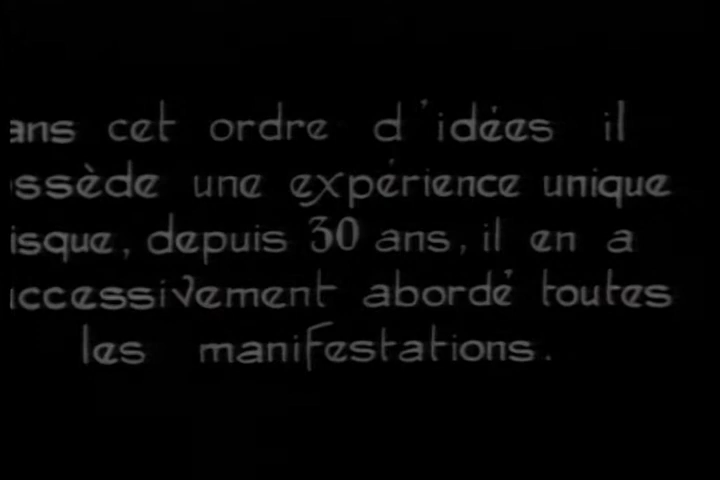 ans cet ordre d'idées il
ssède une expérience unique
isque, depuis 30 ans, il en a
ccessivement abordé toutes
les manifestations.